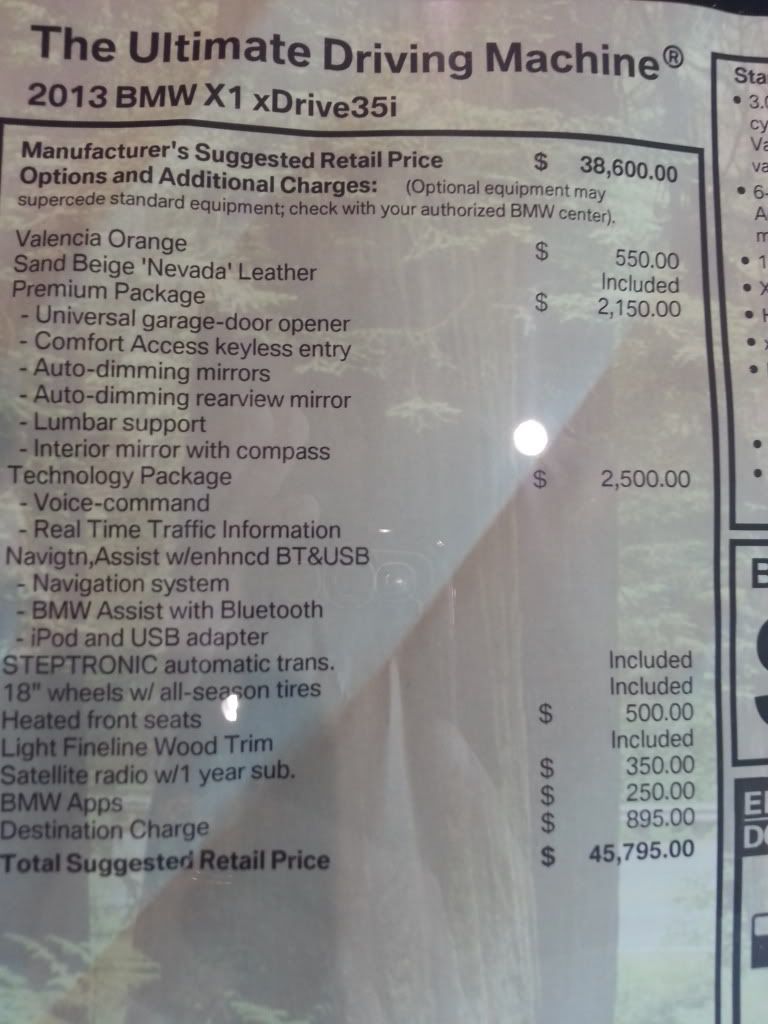 The Ultimate Driving Machine®
2013 BMW X1 xDrive35i
Manufacturer's Suggested Retail Price $ 38,600.00
Options and Additional Charges: (Optional equipment may
supercede standard equipment; check with your authorized BMW center).
Valencia Orange $ 550.00
Sand Beige 'Nevada' Leather Included
Premium Package $ 2,150.00
- Universal garage-door opener
- Comfort Access keyless entry
- Auto-dimming mirrors
- Auto-dimming rearview mirror
- Lumbar support
- Interior mirror with compass
Technology Package $ 2,500.00
- Voice-command
- Real Time Traffic Information
Navigtn,Assist w/enhncd BT&USB
- Navigation system
- BMW Assist with Bluetooth
- iPod and USB adapter
STEPTRONIC automatic trans. Included
18" wheels w/ all-season tires Included
Heated front seats $ 500.00
Light Fineline Wood Trim Included
Satellite radio w/1 year sub. $ 350.00
BMW Apps $ 250.00
Destination Charge $ 895.00
Total Suggested Retail Price $ 45,795.00